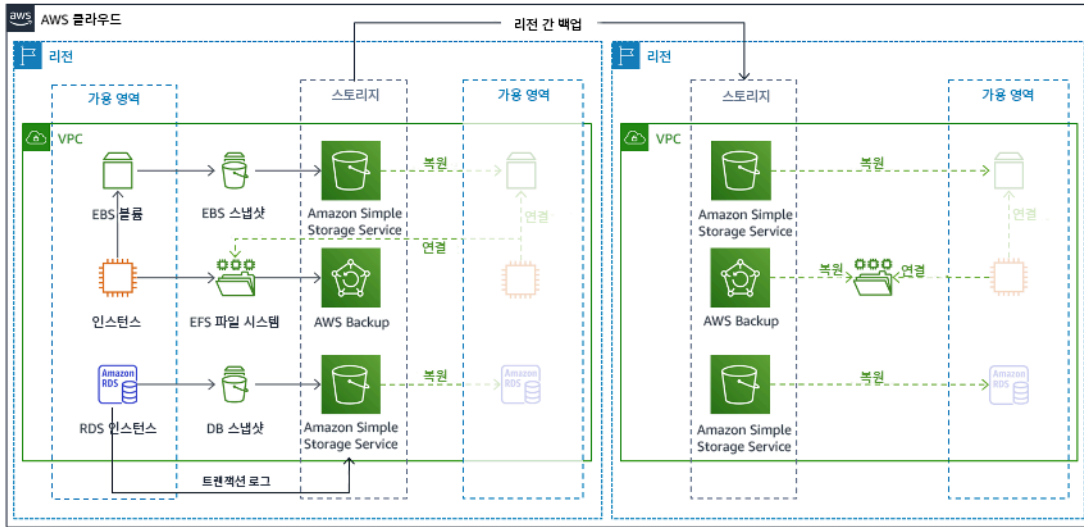 aws
AWS 클라우드
리전 간 백업
리전
리전
가용 영역
스토리지
가용 영역
스토리지
가용 영역
VPC
VPC
복원
복원
EBS 볼륨
EBS 스냅샷
Amazon Simple
Storage Service
연결
Amazon Simple
Storage Service
연결
연결
복원
연결
인스턴스
EFS 파일 시스템
AWS Backup
AWS Backup
Amazon
RDS
복원
Amazon
RDS
복원
Amazon
RDS
RDS 인스턴스
DB 스냅샷
Amazon Simple
Storage Service
Amazon Simple
Storage Service
트랜잭션 로그